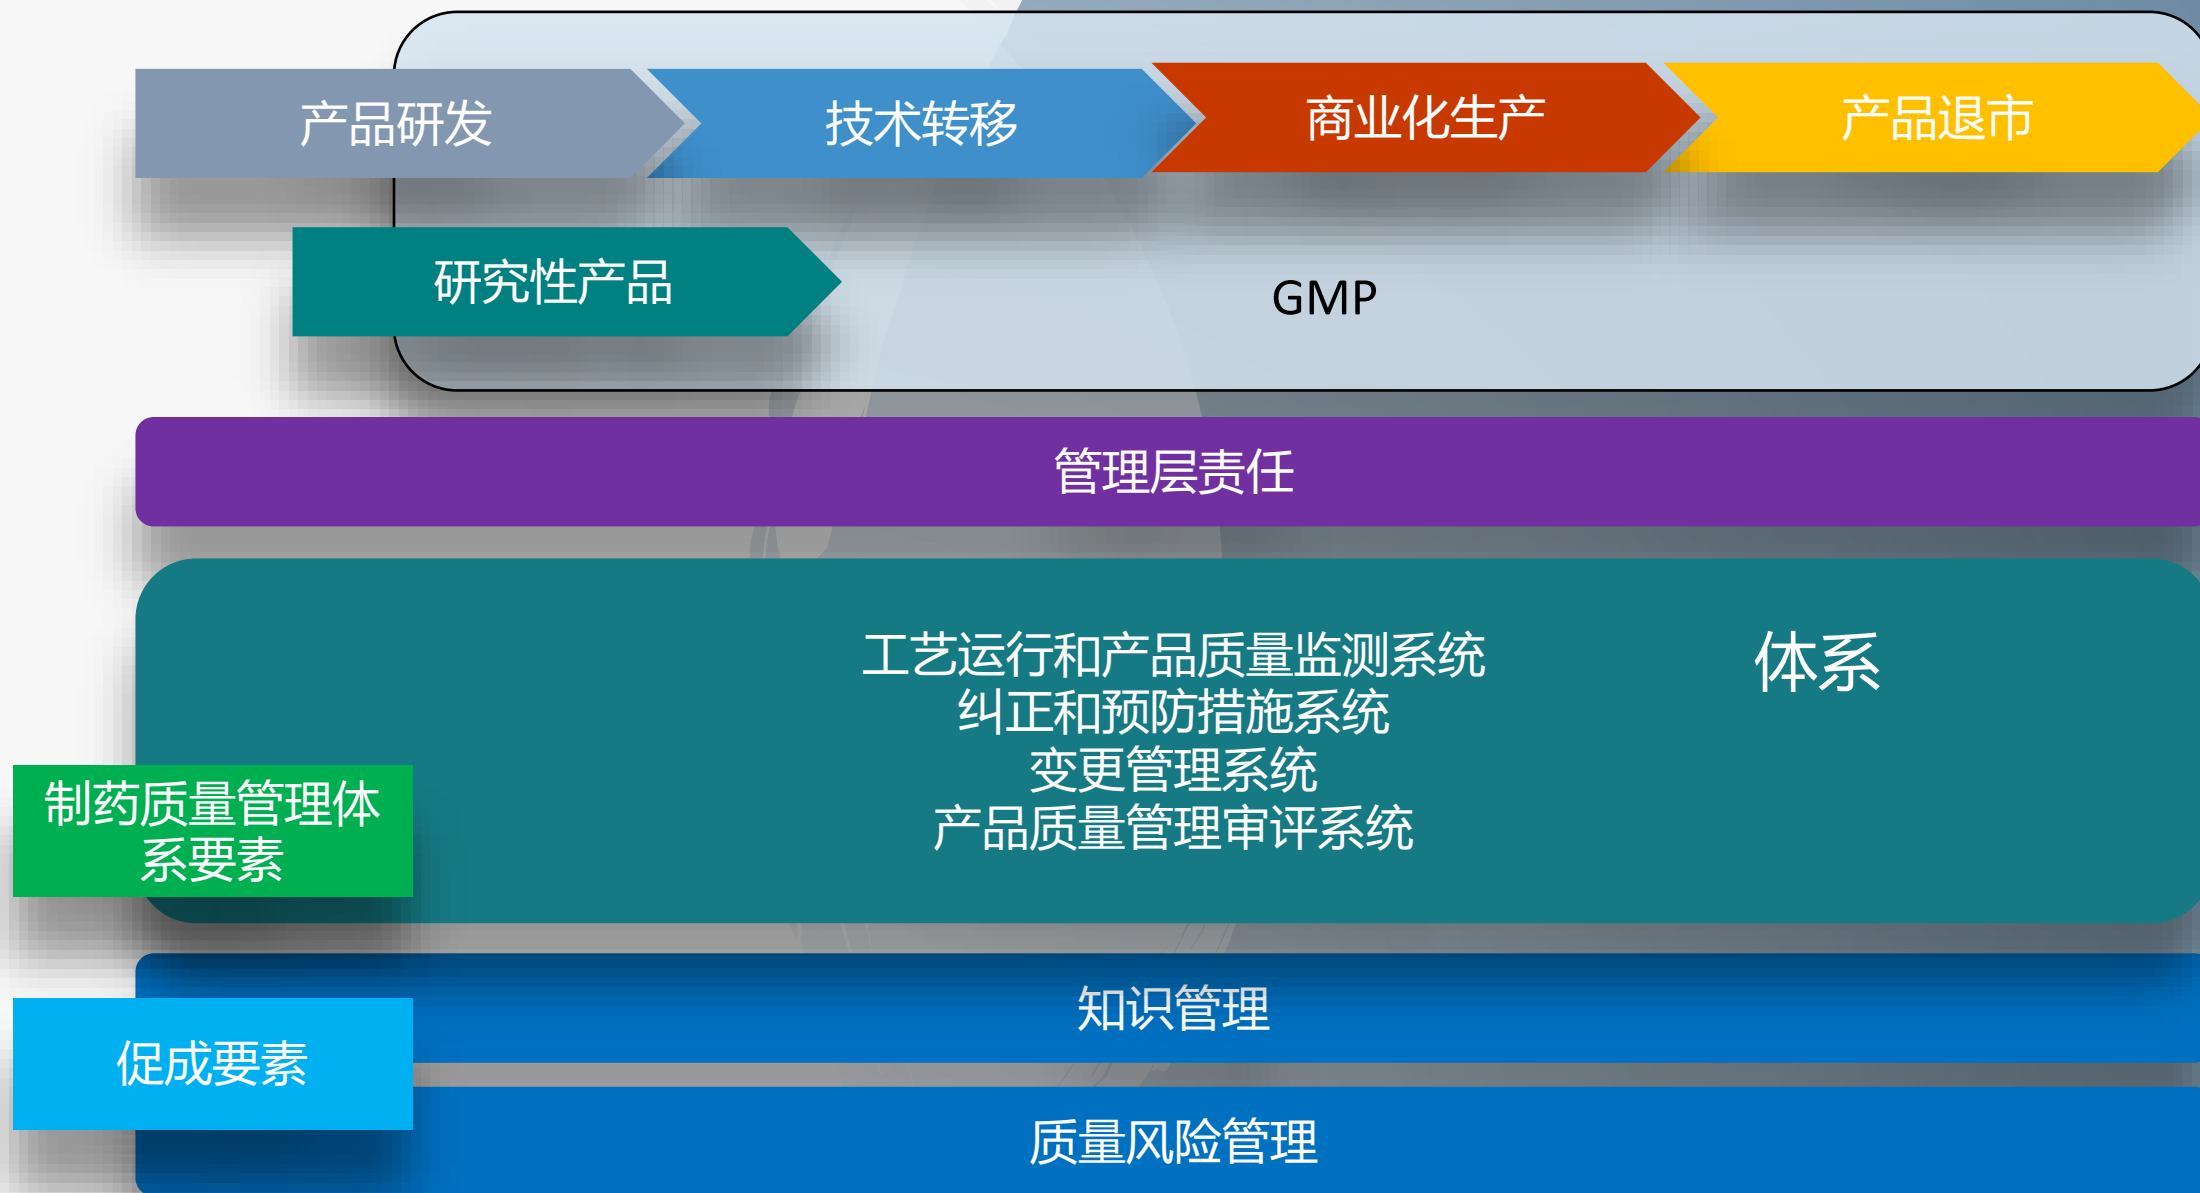 产品研发
技术转移
商业化生产
产品退市
研究性产品
GMP
管理层责任
工艺运行和产品质量监测系统
体系
纠正和预防措施系统
变更管理系统
产品质量管理审评系统
制药质量管理体
系要素
知识管理
促成要素
质量风险管理